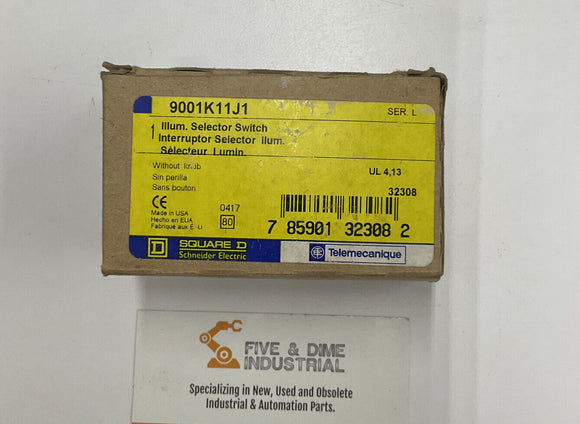 9001K11J1 SER. L
1 Illum. Selector Switch
Interruptor Selector Ilum.
Sélecteur Lumin.
Without knob UL 4,13
Sin perilla
Sans bouton 32308
CE
Made in USA 0417
Hecho en EUA 80
Fabriqué aux É.-U
7 85901 32308 2
D SQUARE D
Schneider Electric
Te Telemecanique
FIVE & DIME
INDUSTRIAL
Specializing in New, Used and Obsolete
Industrial & Automation Parts.